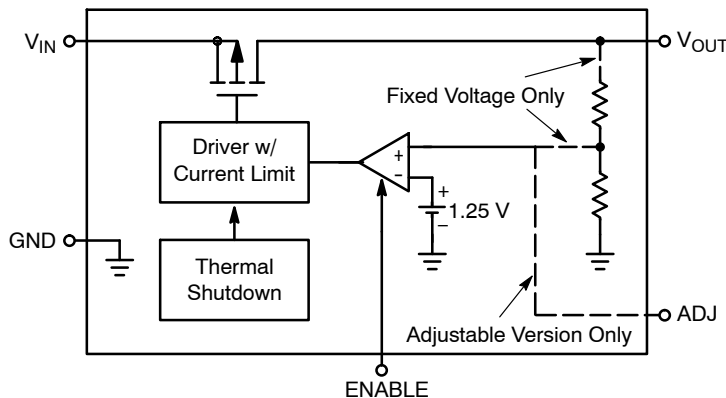 VIN
VOUT
Fixed Voltage Only
Driver w/
Current Limit
+
−
+
1.25 V
−
GND
Thermal
Shutdown
ADJ
Adjustable Version Only
ENABLE